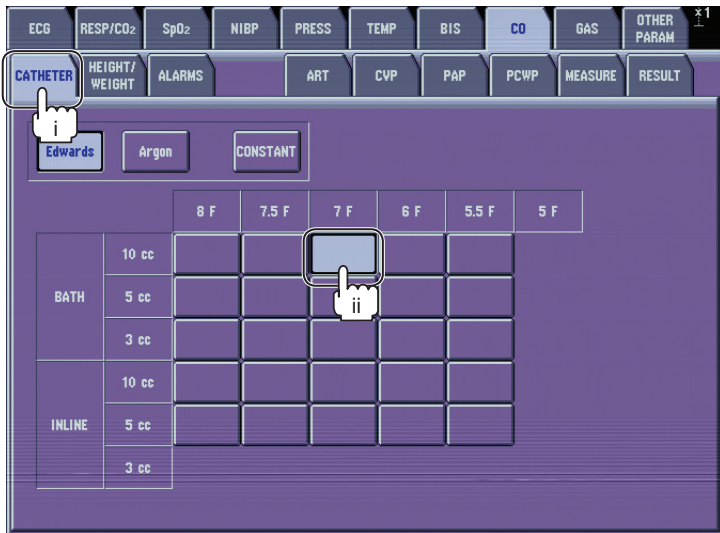 ECG RESP/CO2 SpO2 NIBP PRESS TEMP BIS CO GAS OTHER PARAM x1
CATHETER HEIGHT/ WEIGHT ALARMS ART CVP PAP PCWP MEASURE RESULT
i
Edwards Argon CONSTANT
8 F 7.5 F 7 F 6 F 5.5 F 5 F
10 cc
BATH 5 cc
ii
3 cc
10 cc
INLINE 5 cc
3 cc